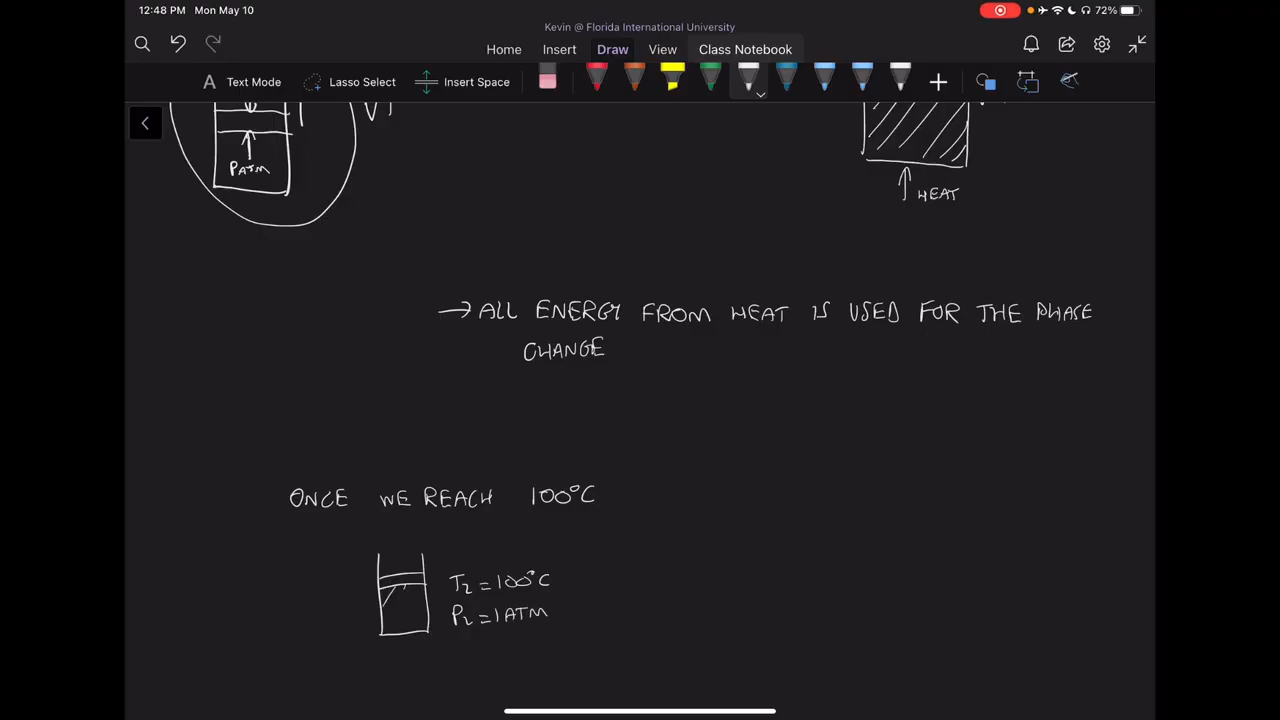 12:48 PM Mon May 10
72%
Kevin @ Florida International University
Home Insert Draw View Class Notebook
Text Mode Lasso Select Insert Space
PATM
HEAT
→ ALL ENERGY FROM HEAT IS USED FOR THE PHASE
CHANGE
ONCE WE REACH 100°C
T₂ = 100°C
P₂ = 1 ATM